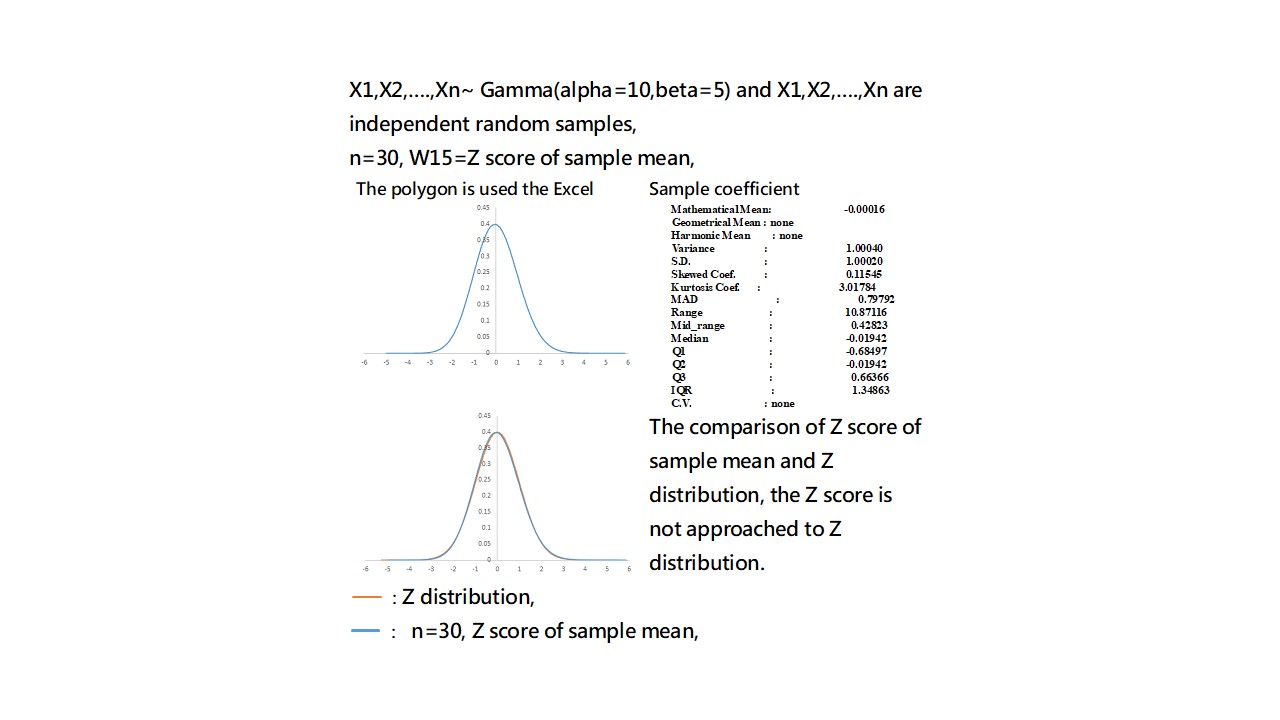 X1,X2,....,Xn~ Gamma(alpha=10,beta=5) and X1,X2,....,Xn are
independent random samples,
n=30, W15=Z score of sample mean,
The polygon is used the Excel
0.45
0.4
0.35
0.3
0.25
0.2
0.15
0.1
0.05
0
-6 -5 -4 -3 -2 -1 0 1 2 3 4 5 6
Sample coefficient
Mathematical Mean: -0.00016
Geometrical Mean : none
Harmonic Mean : none
Variance : 1.00040
S.D. : 1.00020
Skewed Coef. : 0.11545
Kurtosis Coef. : 3.01784
MAD : 0.79792
Range : 10.87116
Mid_range : 0.42823
Median : -0.01942
Q1 : -0.68497
Q2 : -0.01942
Q3 : 0.66366
IQR : 1.34863
C.V. : none
0.45
0.4
0.35
0.3
0.25
0.2
0.15
0.1
0.05
0
-6 -5 -4 -3 -2 -1 0 1 2 3 4 5 6
The comparison of Z score of
sample mean and Z
distribution, the Z score is
not approached to Z
distribution.
: Z distribution,
: n=30, Z score of sample mean,